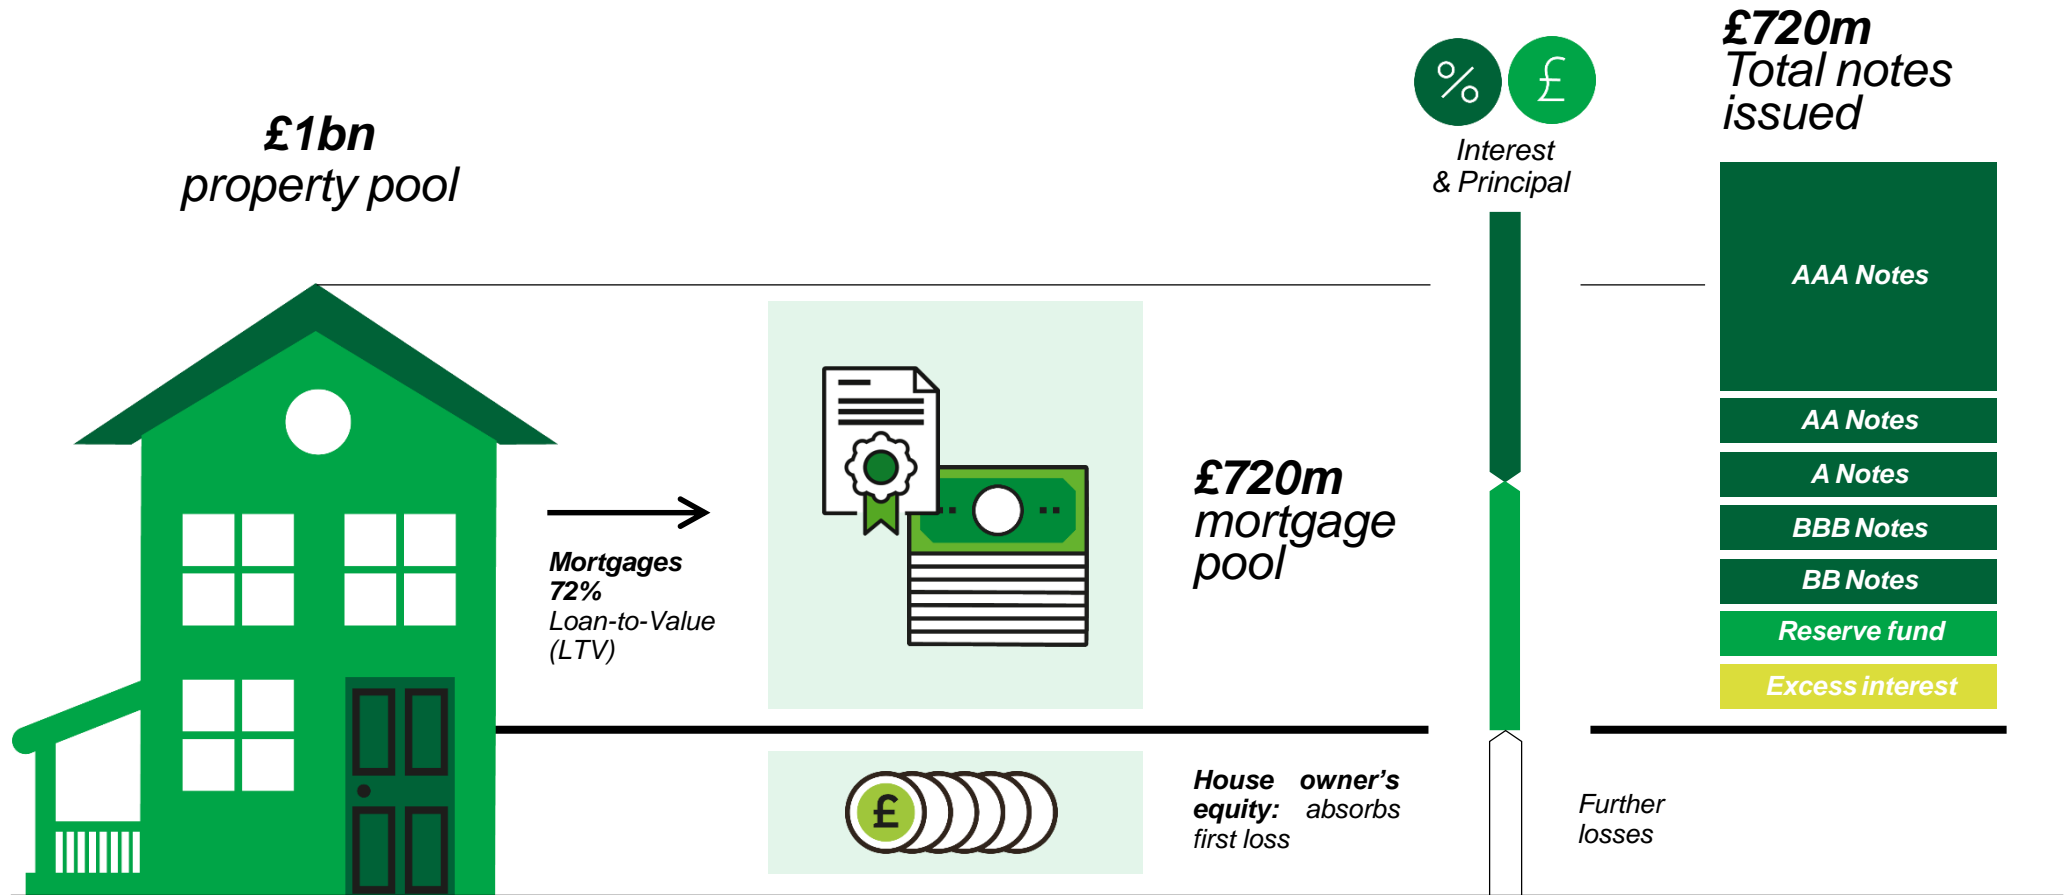 £1bn
property pool
Mortgages
72%
Loan-to-Value
(LTV)
£720m
mortgage
pool
£
House owner's
equity: absorbs
first loss
% £
Interest
& Principal
Further
losses
£720m
Total notes
issued
AAA Notes
AA Notes
A Notes
BBB Notes
BB Notes
Reserve fund
Excess interest